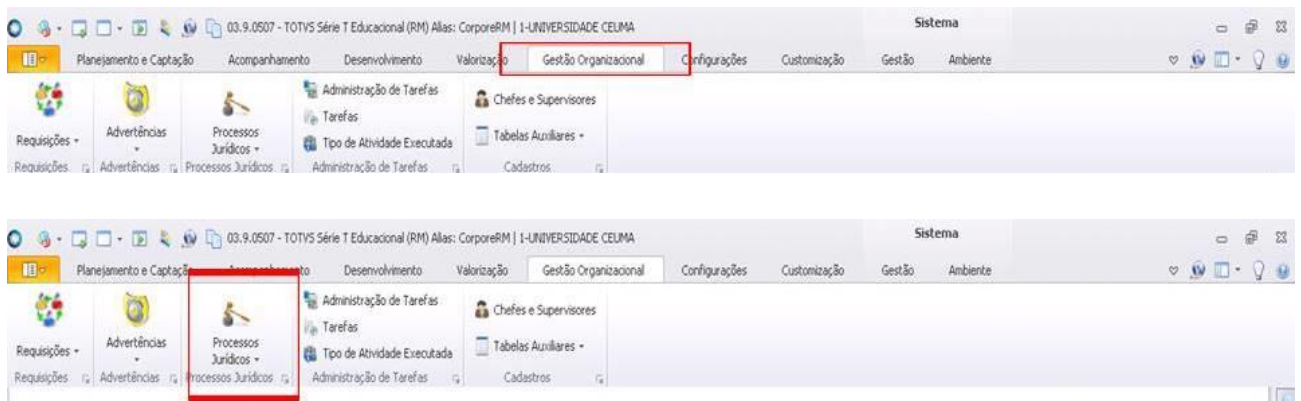 03.9.0507 - TOTVS Série T Educacional (RM) Alias: CorporeRM | 1-UNIVERSIDADE CEUMA Sistema
Planejamento e Captação Acompanhamento Desenvolvimento Valorização Gestão Organizacional Configurações Customização Gestão Ambiente
Requisições
Advertências
Processos
Jurídicos
Administração de Tarefas
Tarefas
Tipo de Atividade Executada
Chefes e Supervisores
Tabelas Auxiliares
Requisições Advertências Processos Jurídicos Administração de Tarefas Cadastros
03.9.0507 - TOTVS Série T Educacional (RM) Alias: CorporeRM | 1-UNIVERSIDADE CEUMA Sistema
Planejamento e Captação Desenvolvimento Valorização Gestão Organizacional Configurações Customização Gestão Ambiente
Requisições
Advertências
Processos
Jurídicos
Administração de Tarefas
Tarefas
Tipo de Atividade Executada
Chefes e Supervisores
Tabelas Auxiliares
Requisições Advertências Processos Jurídicos Administração de Tarefas Cadastros